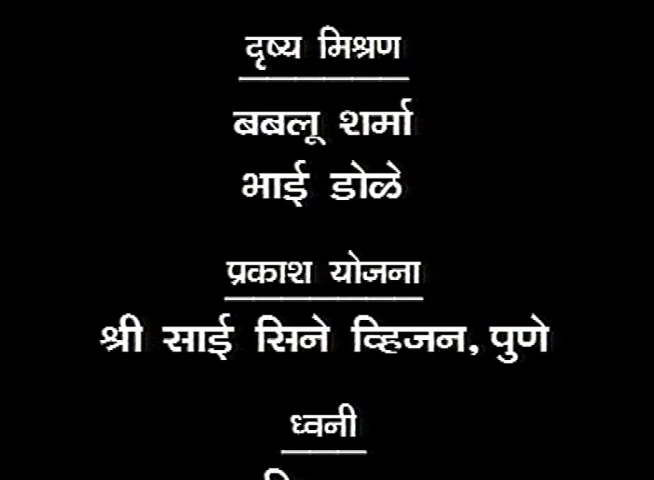 दृष्य मिश्रण
बबलू शर्मा
भाई डोळे
प्रकाश योजना
श्री साई सिने व्हिजन, पुणे
ध्वनी